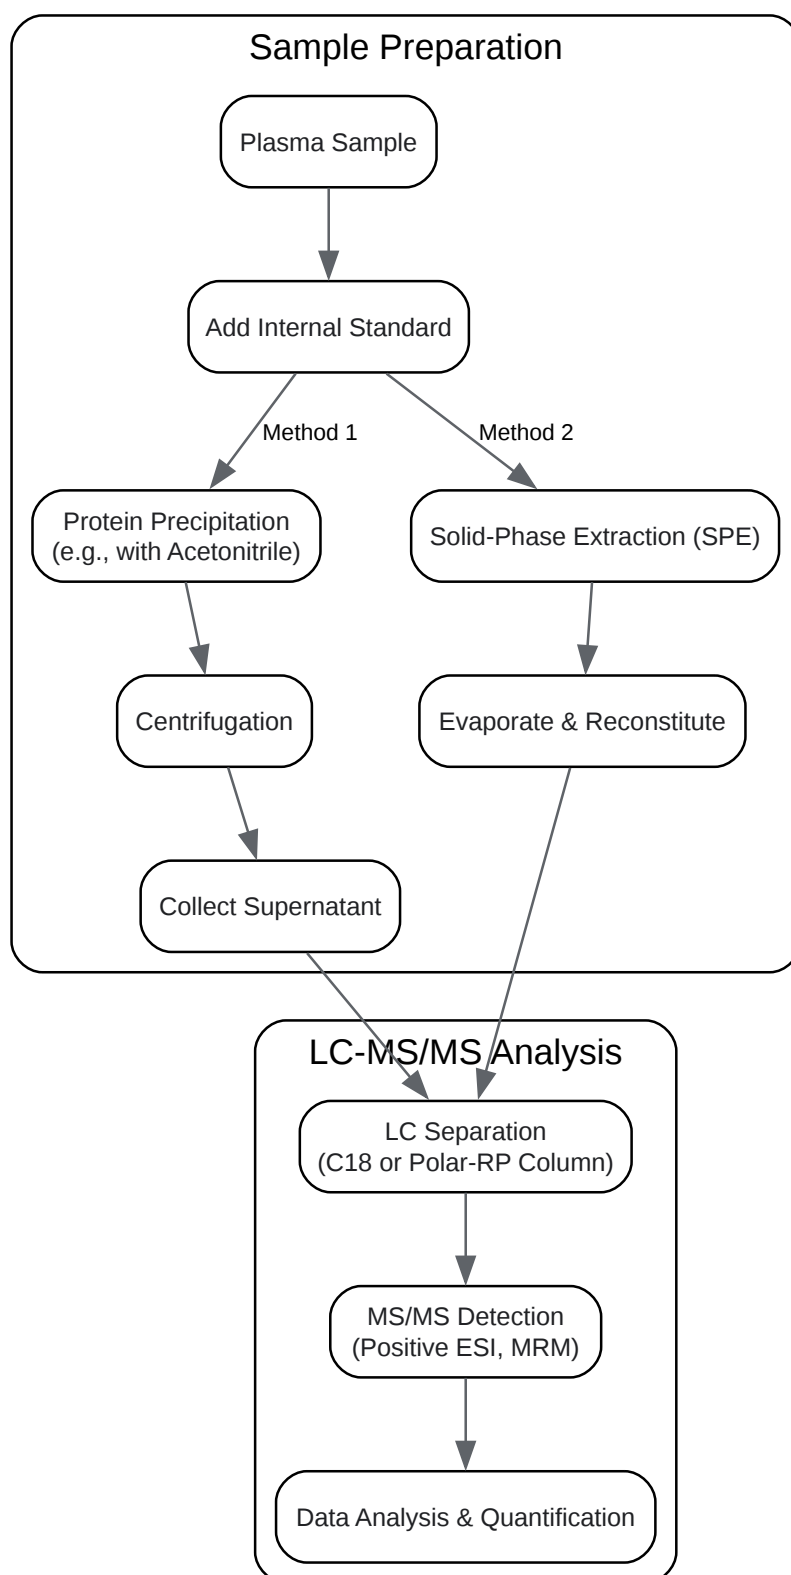 Sample Preparation
Plasma Sample
Add Internal Standard
Method 1
Method 2
Protein Precipitation
(e.g., with Acetonitrile)
Solid-Phase Extraction (SPE)
Centrifugation
Evaporate & Reconstitute
Collect Supernatant
LC-MS/MS Analysis
LC Separation
(C18 or Polar-RP Column)
MS/MS Detection
(Positive ESI, MRM)
Data Analysis & Quantification